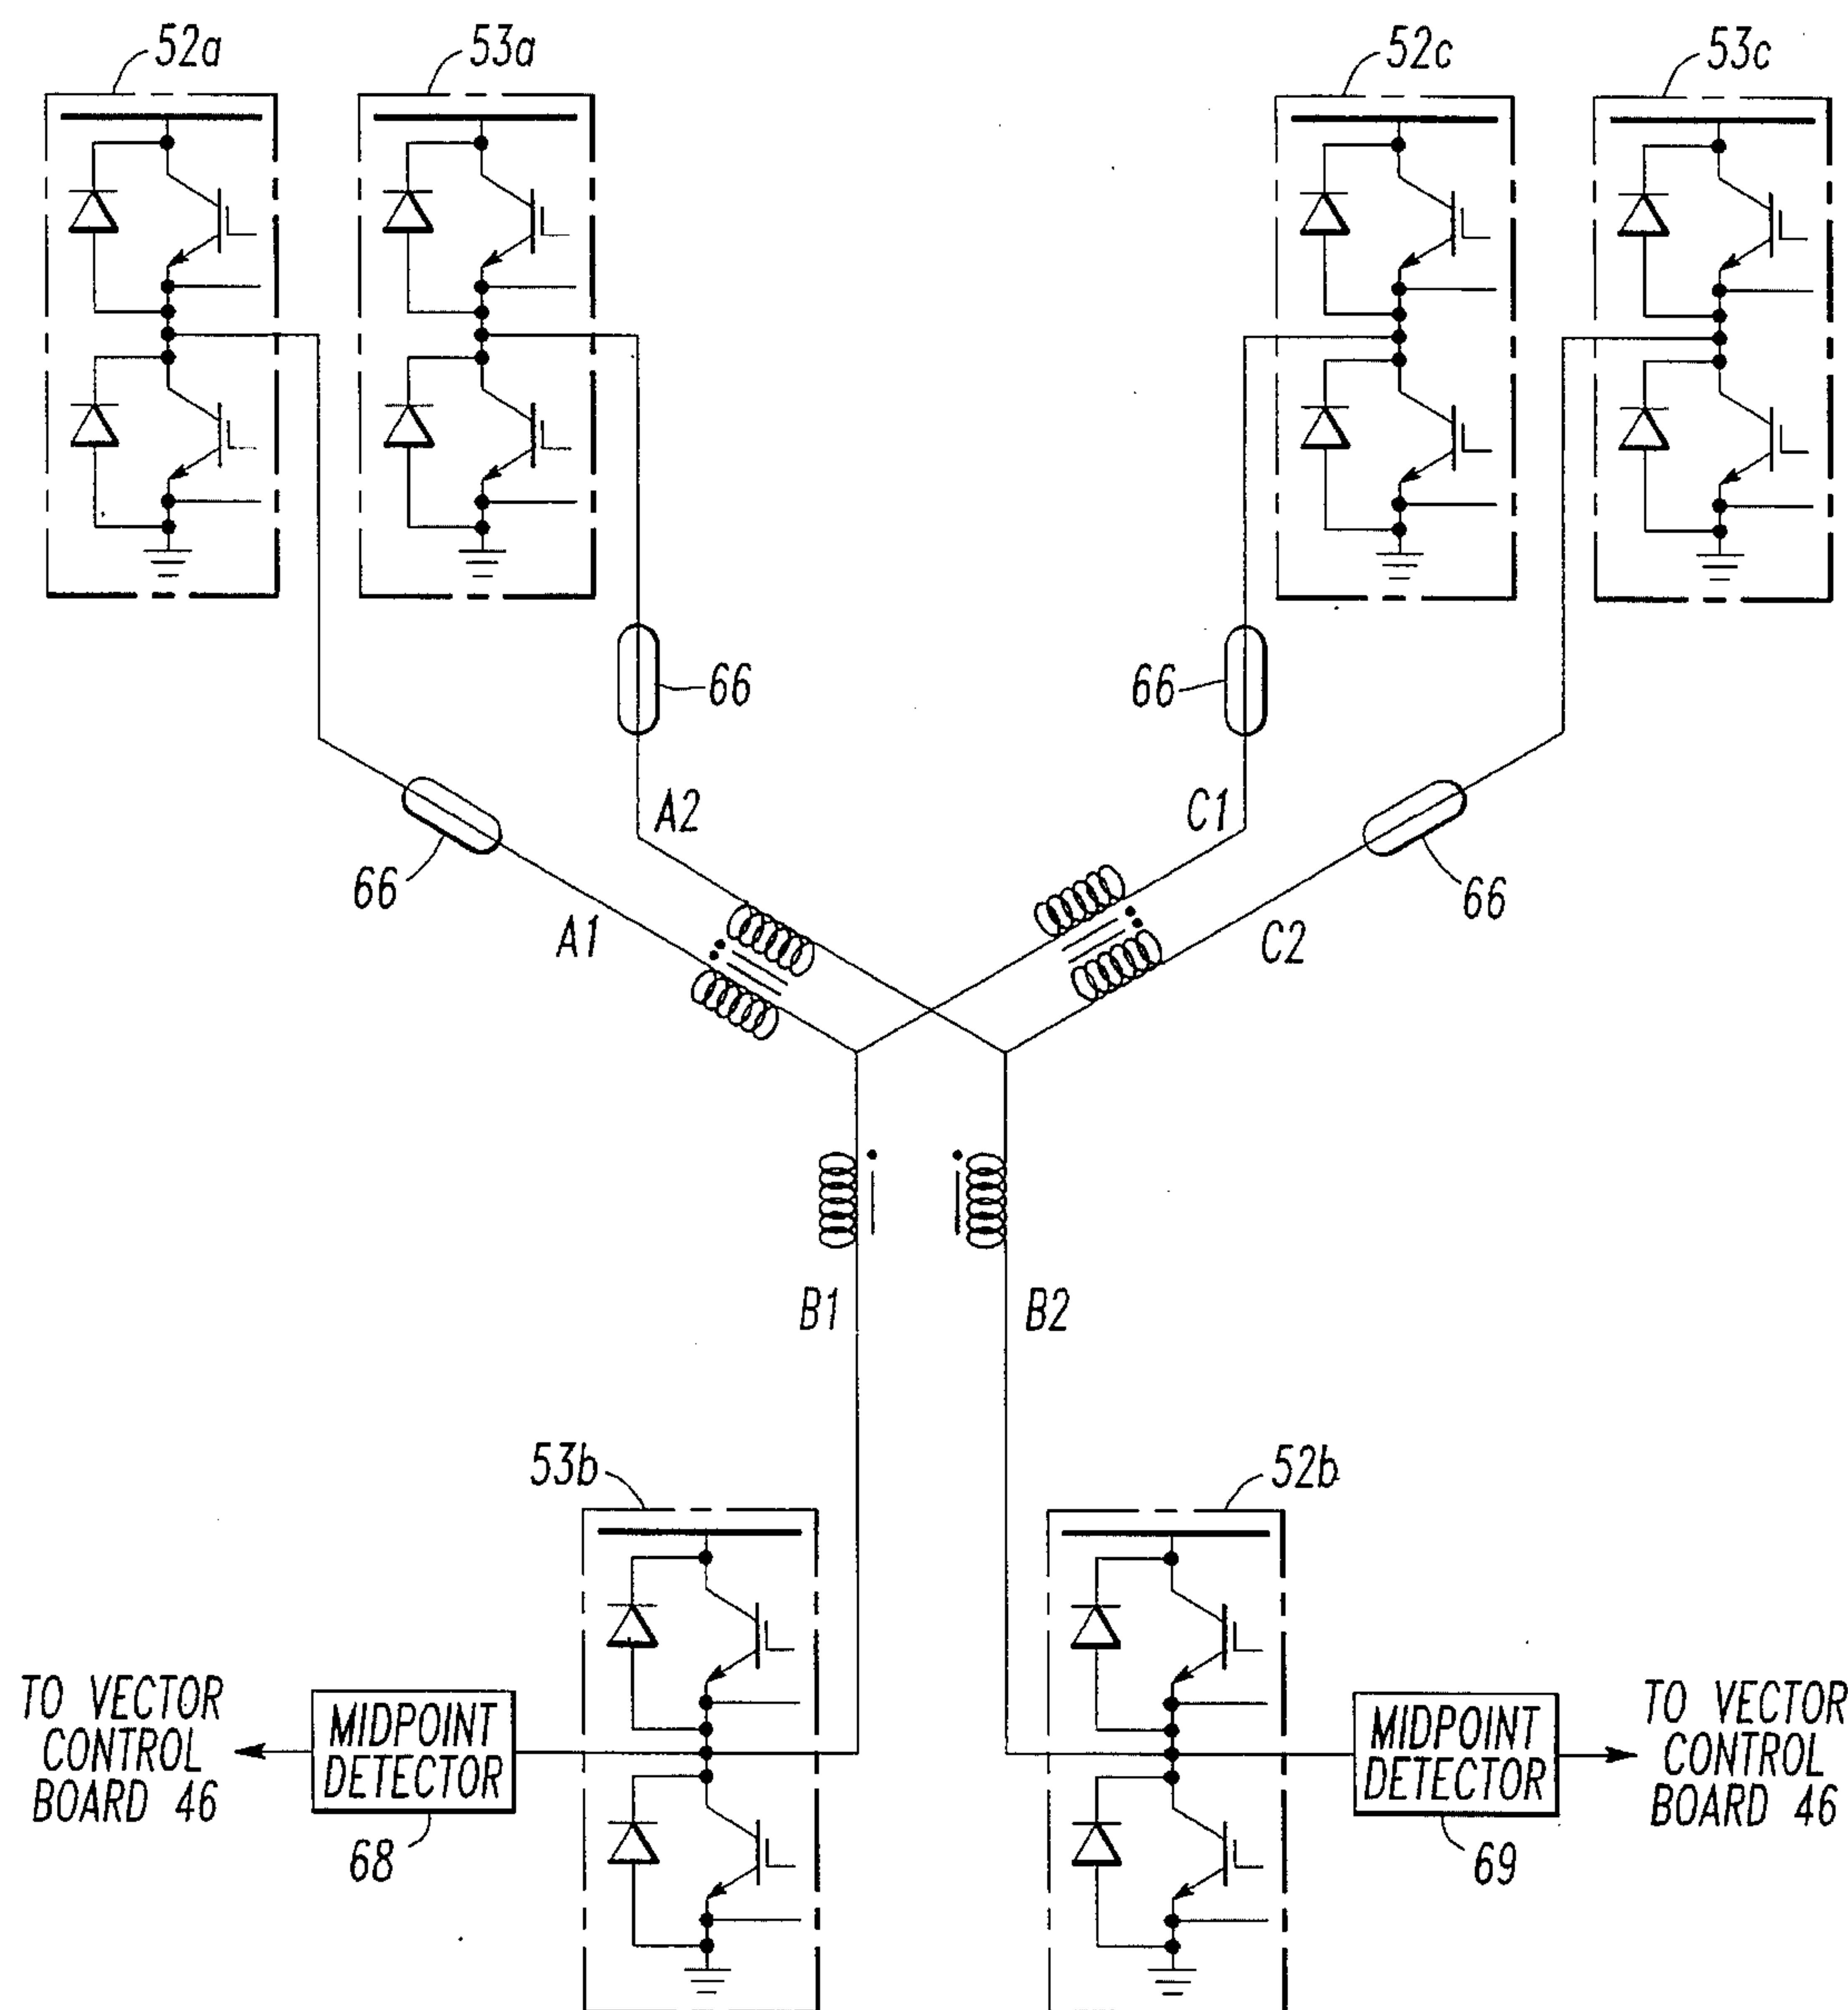 52a
53a
52c
53c
66
66
A2
C1
66
66
A1
C2
B1
B2
53b
52b
TO VECTOR
CONTROL
BOARD 46
MIDPOINT
DETECTOR
MIDPOINT
DETECTOR
TO VECTOR
CONTROL
BOARD 46
68
69